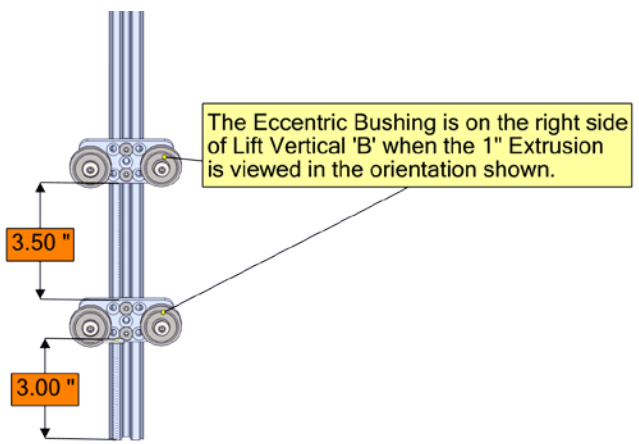 The Eccentric Bushing is on the right side
of Lift Vertical 'B' when the 1" Extrusion
is viewed in the orientation shown.
3.50 "
3.00 "